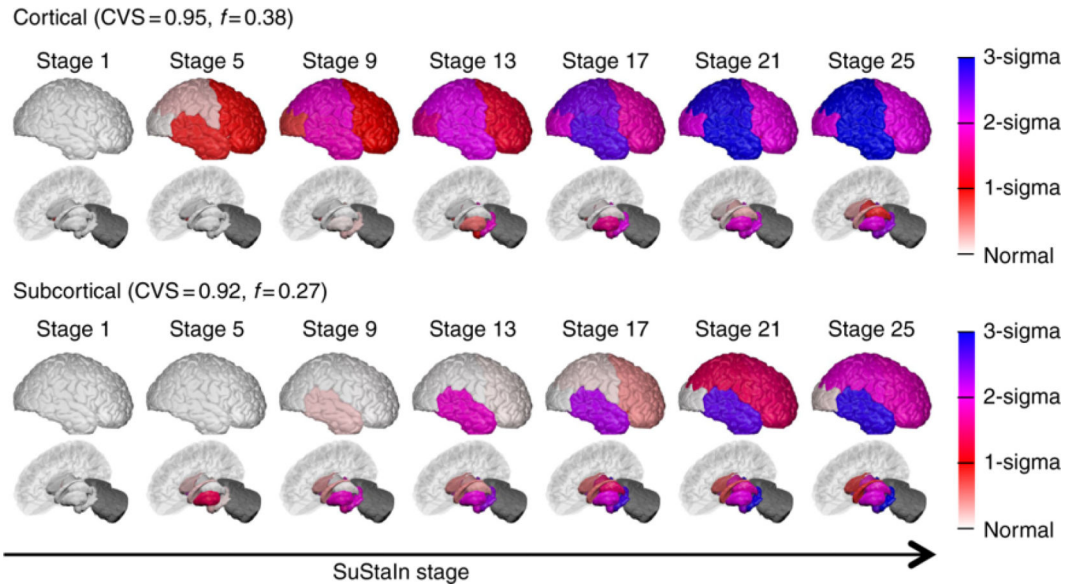 Cortical (CVS=0.95, f=0.38)
Stage 1 Stage 5 Stage 9 Stage 13 Stage 17 Stage 21 Stage 25
3-sigma
2-sigma
1-sigma
Normal
Subcortical (CVS=0.92, f=0.27)
Stage 1 Stage 5 Stage 9 Stage 13 Stage 17 Stage 21 Stage 25
3-sigma
2-sigma
1-sigma
Normal
SuStaIn stage